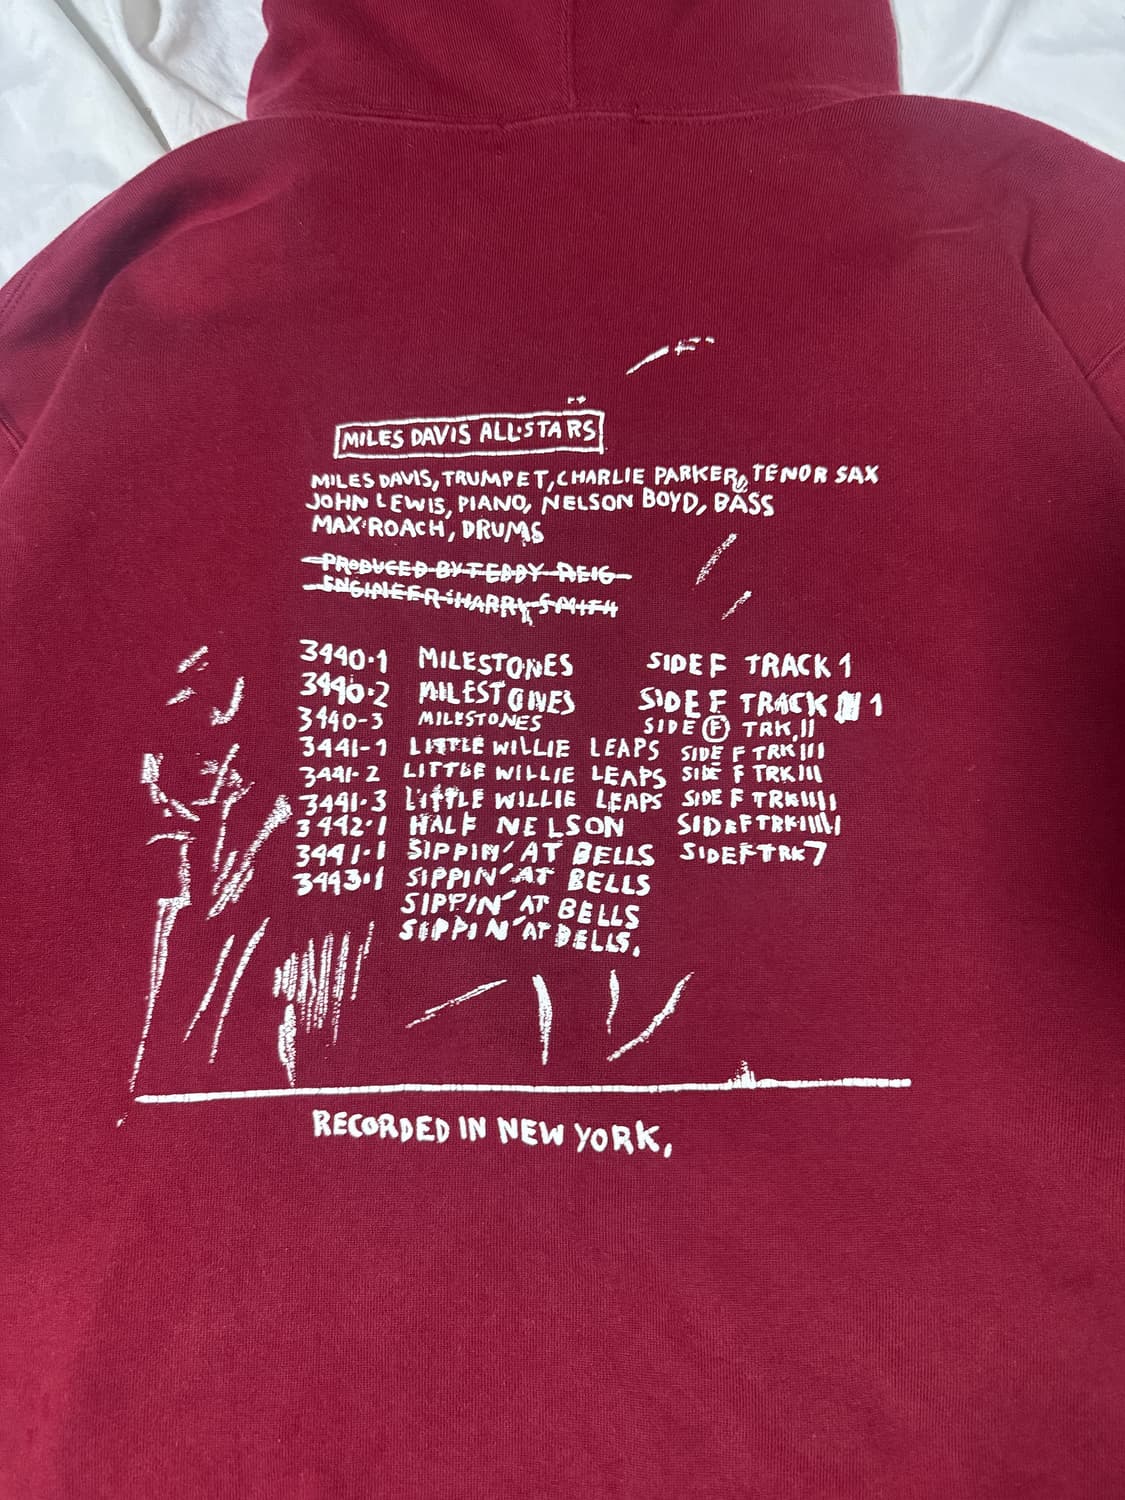 MILES DAVIS ALL·STARS
MILES DAVIS, TRUMPET, CHARLIE PARKER, TENOR SAX
JOHN LEWIS, PIANO, NELSON BOYD, BASS
MAX ROACH, DRUMS
PRODUCED BY TEDDY REIG
ENGINEER: HARRY SMITH
3440·1 MILESTONES SIDE F TRACK 1
3440·2 MILESTONES SIDE F TRACK 1
3440-3 MILESTONES SIDE F TRK, II
3441-1 LITTLE WILLIE LEAPS SIDE F TRK III
3441-2 LITTLE WILLIE LEAPS SIDE F TRK III
3441·3 LITTLE WILLIE LEAPS SIDE F TRK IIII
3442·1 HALF NELSON SIDE F TRK IIIII
3441·1 SIPPIN' AT BELLS SIDE F TRK 7
3443·1 SIPPIN' AT BELLS
SIPPIN' AT BELLS
SIPPIN' AT BELLS.
RECORDED IN NEW YORK,